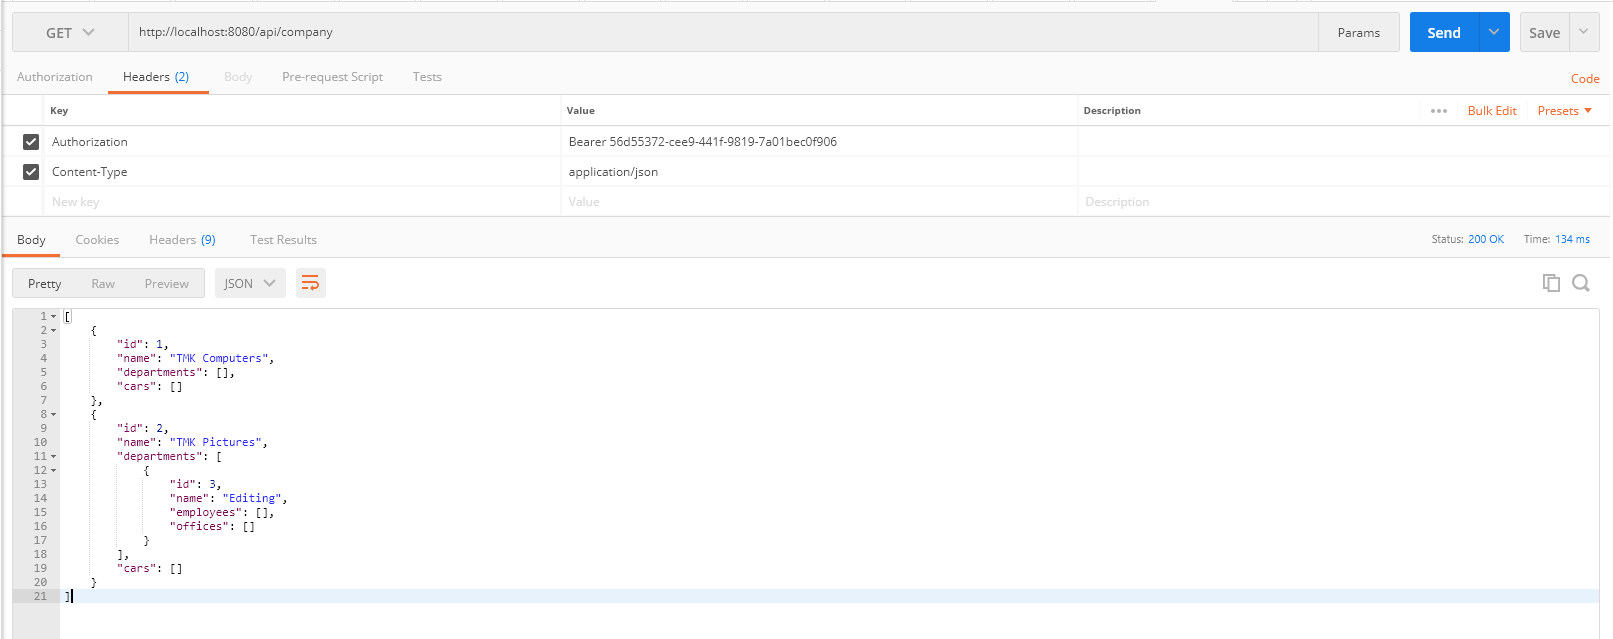 GET http://localhost:8080/api/company Params Send Save
Authorization Headers (2) Body Pre-request Script Tests Code
Key Value Description ••• Bulk Edit Presets
Authorization Bearer 56d55372-cee9-441f-9819-7a01bec0f906
Content-Type application/json
New key Value Description
Body Cookies Headers (9) Test Results Status: 200 OK Time: 134 ms
Pretty Raw Preview JSON
1 [
2 {
3 "id": 1,
4 "name": "TMK Computers",
5 "departments": [],
6 "cars": []
7 },
8 {
9 "id": 2,
10 "name": "TMK Pictures",
11 "departments": [
12 {
13 "id": 3,
14 "name": "Editing",
15 "employees": [],
16 "offices": []
17 }
18 ],
19 "cars": []
20 }
21 ]